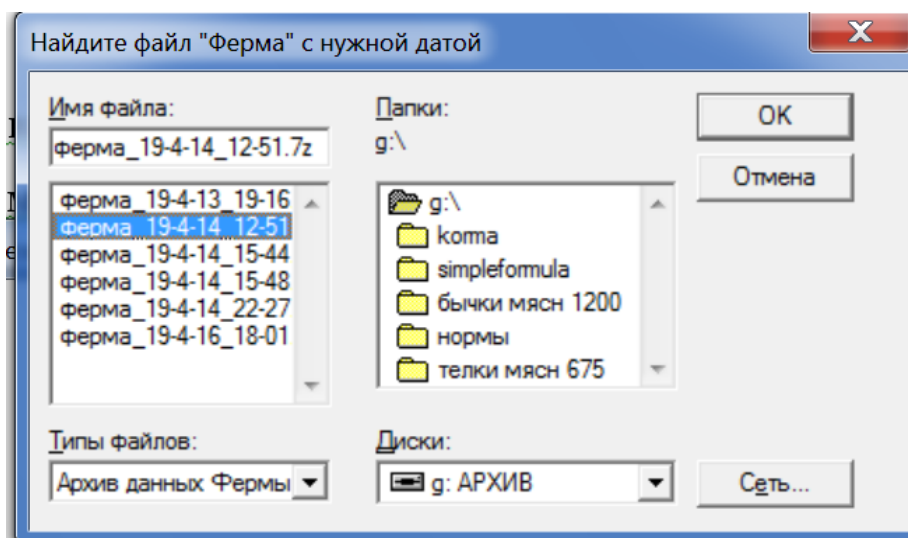 Найдите файл "Ферма" с нужной датой
Имя файла:
ферма_19-4-14_12-51.7z
ферма_19-4-13_19-16
ферма_19-4-14_12-51
ферма_19-4-14_15-44
ферма_19-4-14_15-48
ферма_19-4-14_22-27
ферма_19-4-16_18-01
Типы файлов:
Архив данных Фермы
Папки:
g:\
g:\
korma
simpleformula
бычки мясн 1200
нормы
телки мясн 675
Диски:
g: АРХИВ
OK
Отмена
Сеть...